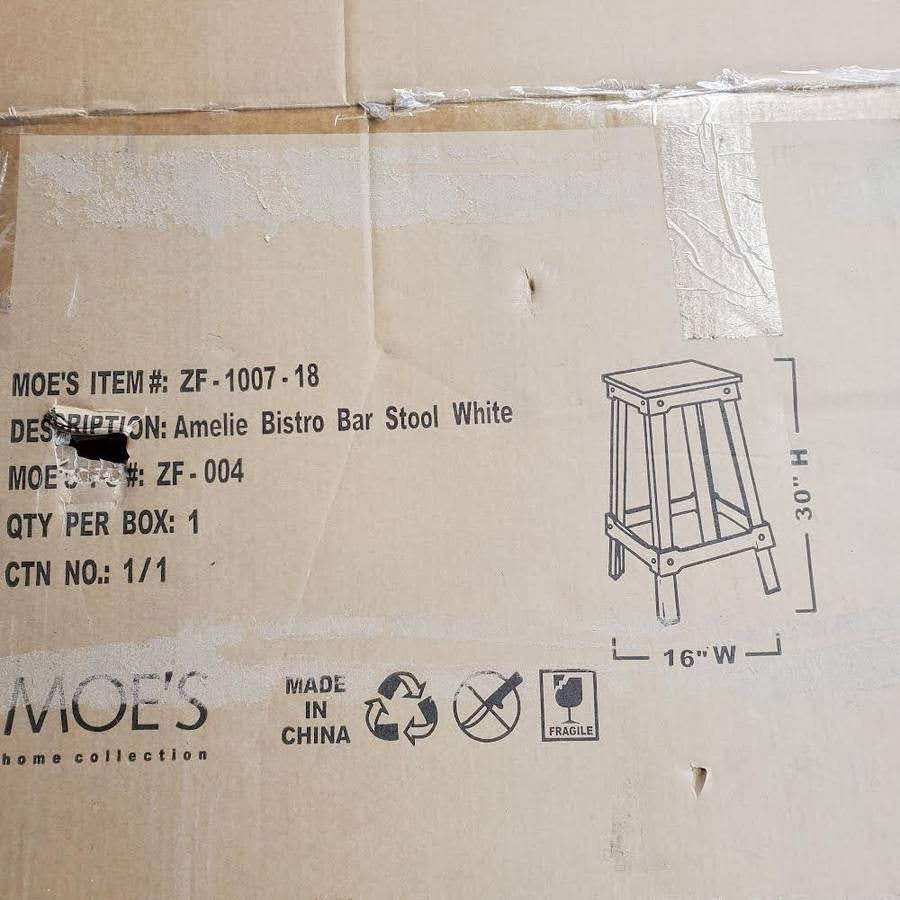 MOE'S ITEM #: ZF-1007-18
DESCRIPTION: Amelie Bistro Bar Stool White
MOE'S #: ZF-004
QTY PER BOX: 1
CTN NO.: 1/1
30" H
16" W
MOE'S
home collection
MADE
IN
CHINA
FRAGILE